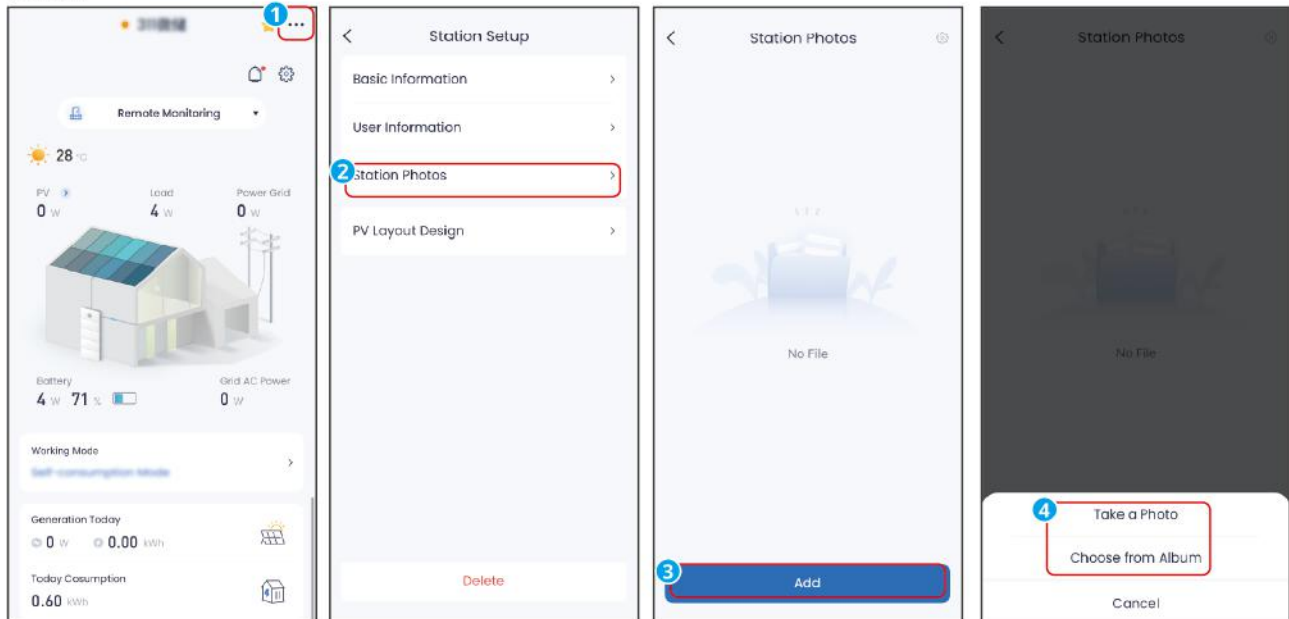 1
...
Remote Monitoring
28 °C
PV Load Power Grid
0 W 4 W 0 W
Battery Grid AC Power
4 W 71 % 0 W
Working Mode
Self-consumption Mode
Generation Today
0 W 0.00 kWh
Today Cosumption
0.60 kWh
Station Setup
Basic Information
User Information
2
Station Photos
PV Layout Design
Delete
Station Photos
No File
3
Add
Station Photos
No File
4
Take a Photo
Choose from Album
Cancel